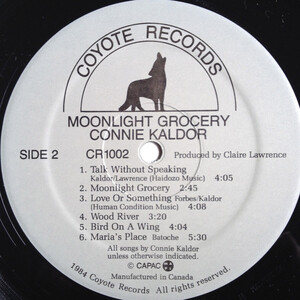 COYOTE RECORDS
MOONLIGHT GROCERY
CONNIE KALDOR
SIDE 2 CR1002 Produced by Claire Lawrence
1. Talk Without Speaking
Kaldor/Lawrence (Haidozo Music) 4:05
2. Moonlight Grocery 2:45
3. Love Or Something Forbes/Kaldor
(Human Condition Music) 4:08
4. Wood River
5. Bird On A Wing 4:04
6. Maria's Place Batoche 5:30
All songs by Connie Kaldor
except where otherwise indicated
© CAPAC
Manufactured in Canada
1984 Coyote Records All rights reserved.